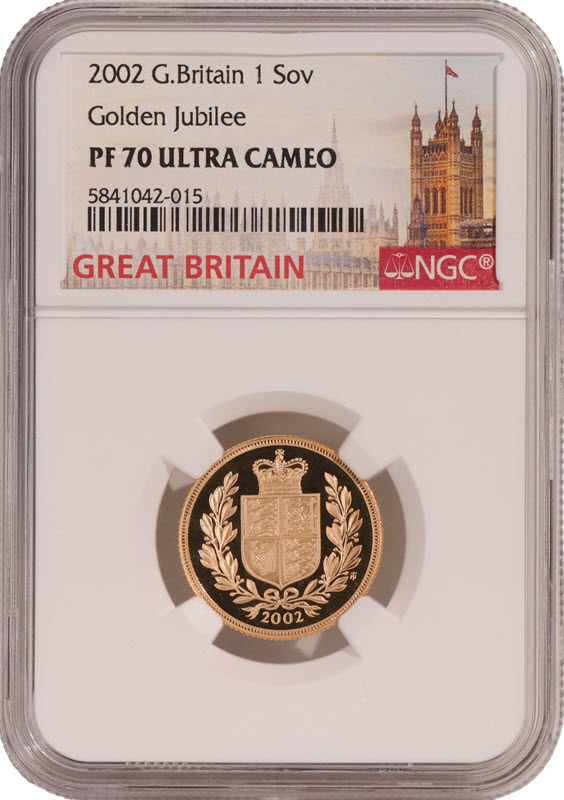 2002 G.Britain 1 Sov
Golden Jubilee
PF 70 ULTRA CAMEO
5841042-015
GREAT BRITAIN
NGC®
2002